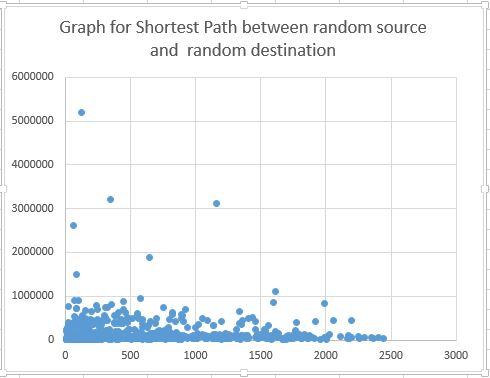 Graph for Shortest Path between random source
and random destination
6000000
5000000
4000000
3000000
2000000
1000000
0
0 500 1000 1500 2000 2500 3000